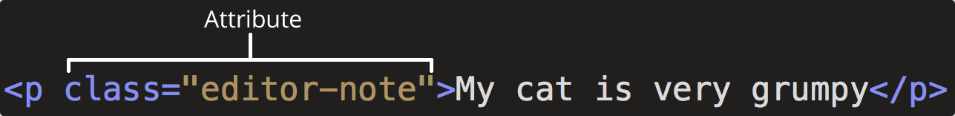 Attribute
<p class="editor-note">My cat is very grumpy</p>